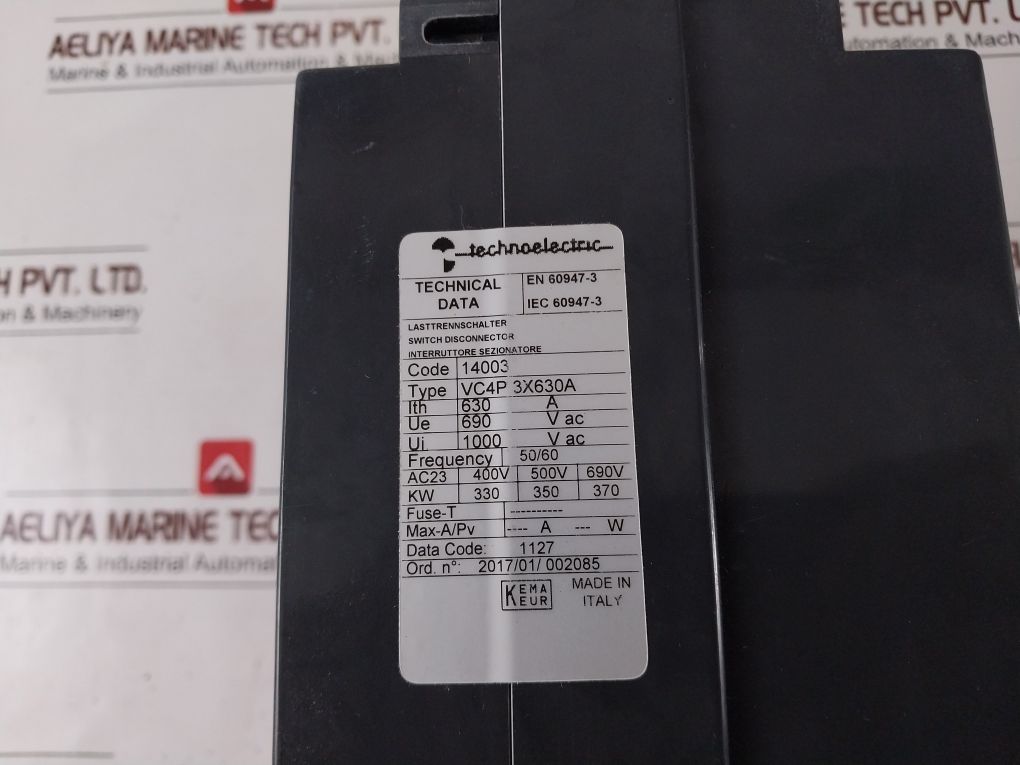 AELIYA MARINE TECH PVT.
Marine & Industrial Automation &
TECH PVT.
Automation & Mach
technoelectric
TECHNICAL DATA
EN 60947-3
IEC 60947-3
LASTTRENNSCHALTER
SWITCH DISCONNECTOR
INTERRUTTORE SEZIONATORE
Code 14003
Type VC4P 3X630A
Ith 630 A
Ue 690 V ac
Ui 1000 V ac
Frequency 50/60
AC23 400V 500V 690V
KW 330 350 370
Fuse-T ----------
Max-A/Pv ---- A --- W
Data Code: 1127
Ord. n°: 2017/01/ 002085
KEMA EUR
MADE IN
ITALY
H PVT. LTD.
on & Machinery
AELIYA MARINE TEC
Marine & Industrial Automa